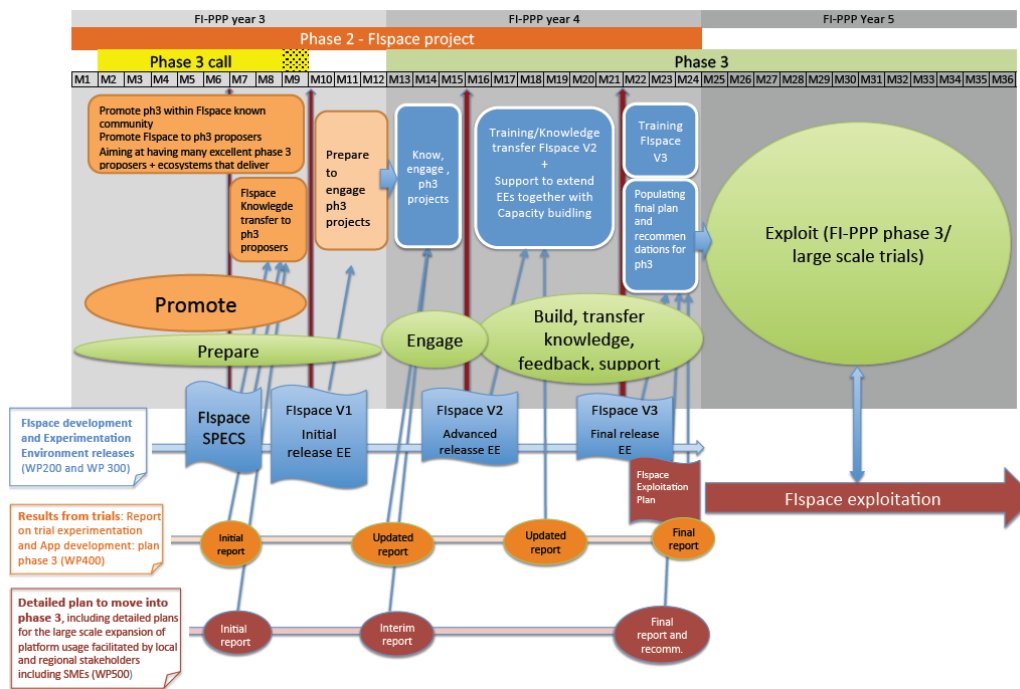 FI-PPP year 3
FI-PPP year 4
FI-PPP Year 5
Phase 2 - FIspace project
Phase 3 call
Phase 3
M1 M2 M3 M4 M5 M6 M7 M8 M9 M10 M11 M12 M13 M14 M15 M16 M17 M18 M19 M20 M21 M22 M23 M24 M25 M26 M27 M28 M29 M30 M31 M32 M33 M34 M35 M36
Promote ph3 within FIspace known
community
Promote FIspace to ph3 proposers
Aiming at having many excellent phase 3
proposers + ecosystems that deliver
FIspace
Knowlegde
transfer to
ph3
proposers
Prepare
to
engage
ph3
projects
Know,
engage ,
ph3
projects
Training/Knowledge
transfer FIspace V2
+
Support to extend
EEs together with
Capacity buidling
Training
FIspace
V3
Populating
final plan
and
recommen
dations for
ph3
Exploit (FI-PPP phase 3/
large scale trials)
Promote
Prepare
Engage
Build, transfer
knowledge,
feedback, support
FIspace development
and Experimentation
Environment releases
(WP200 and WP 300)
FIspace
SPECS
FIspace V1
Initial
release EE
FIspace V2
Advanced
releasse EE
FIspace V3
Final release
EE
FIspace
Exploitation
Plan
FIspace exploitation
Results from trials: Report
on trial experimentation
and App development: plan
phase 3 (WP400)
Initial
report
Updated
report
Updated
report
Final
report
Detailed plan to move into
phase 3, including detailed plans
for the large scale expansion of
platform usage facilitated by local
and regional stakeholders
including SMEs (WP500)
Initial
report
Interim
report
Final
report and
recomm.